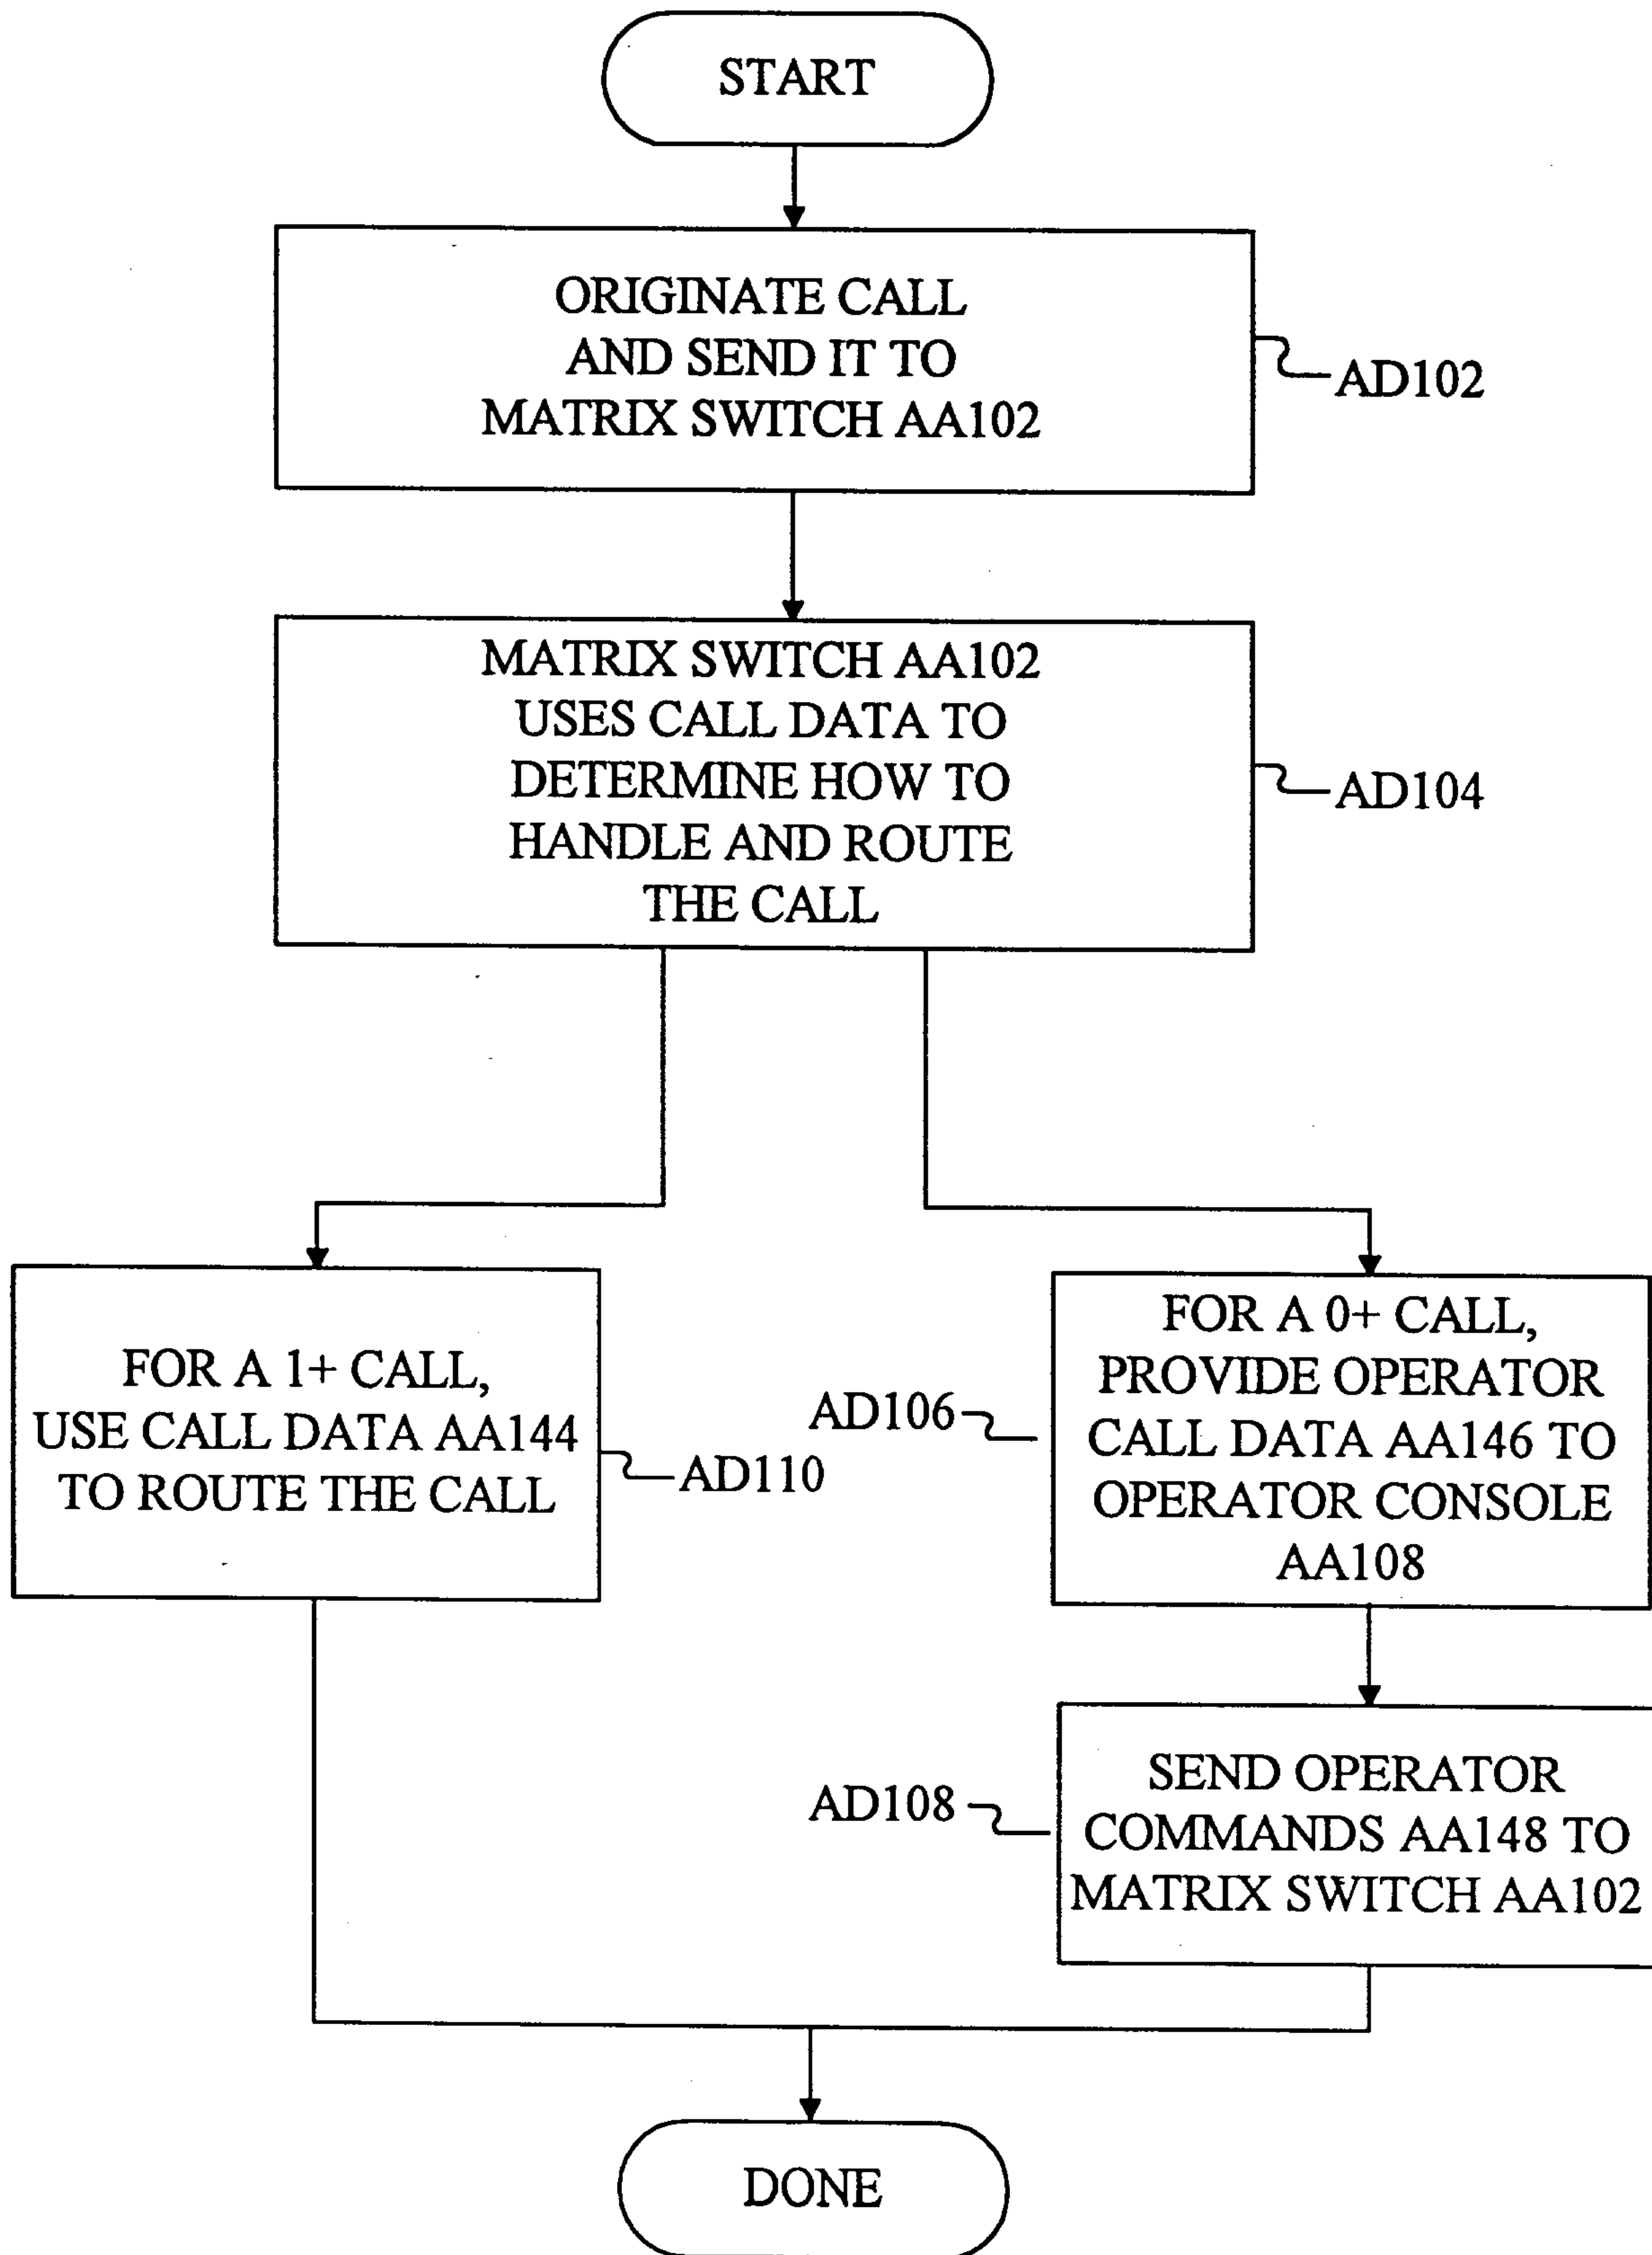 START
ORIGINATE CALL
AND SEND IT TO
MATRIX SWITCH AA102
AD102
MATRIX SWITCH AA102
USES CALL DATA TO
DETERMINE HOW TO
HANDLE AND ROUTE
THE CALL
AD104
FOR A 1+ CALL,
USE CALL DATA AA144
TO ROUTE THE CALL
AD110
FOR A 0+ CALL,
PROVIDE OPERATOR
CALL DATA AA146 TO
OPERATOR CONSOLE
AA108
AD106
SEND OPERATOR
COMMANDS AA148 TO
MATRIX SWITCH AA102
AD108
DONE